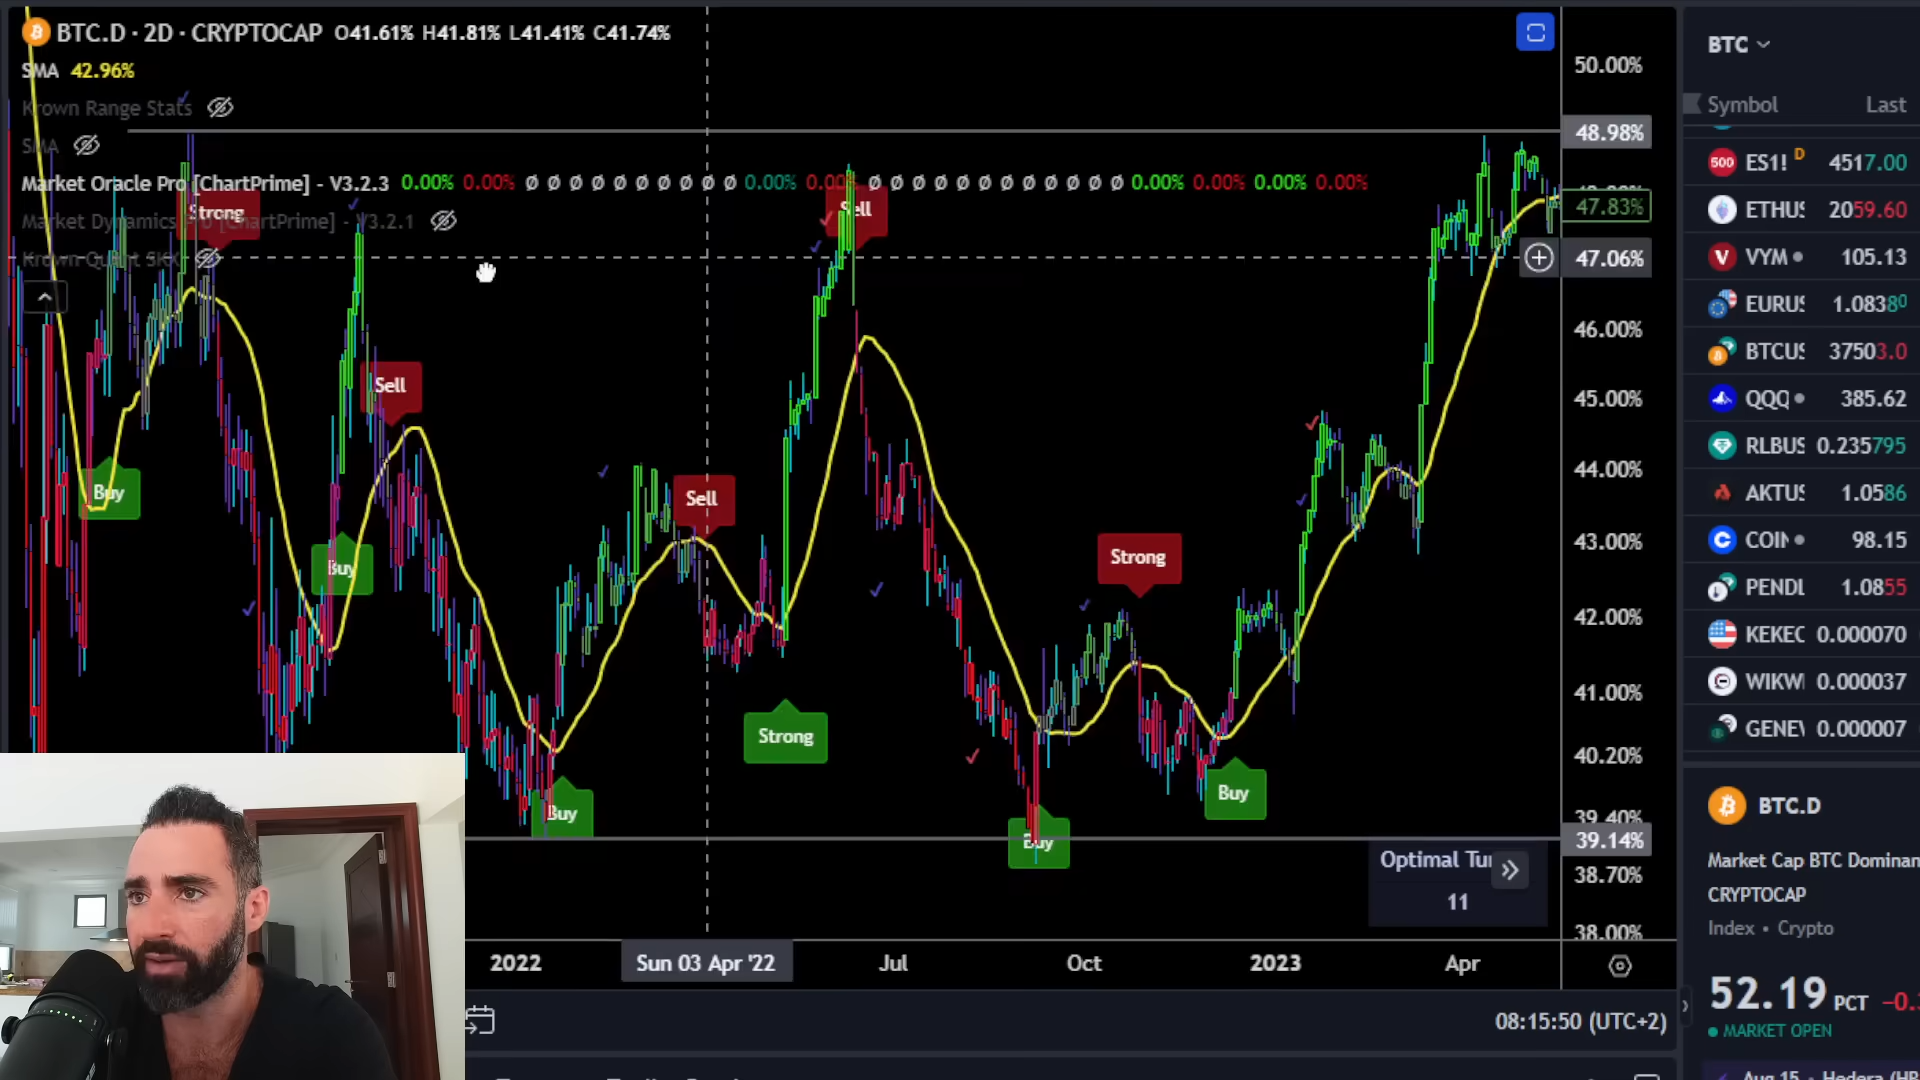 BTC.D · 2D · CRYPTOCAP O41.61% H41.81% L41.41% C41.74%
SMA 42.96%
Krown Range Stats
SMA
Market Oracle Pro [ChartPrime] - V3.2.3 0.00% 0.00% Ø Ø Ø Ø Ø Ø Ø Ø Ø Ø 0.00% 0.00% Ø Ø Ø Ø Ø Ø Ø Ø Ø Ø Ø Ø 0.00% 0.00% 0.00% 0.00%
Market Dynamics Pro [ChartPrime] - V3.2.1
Krown
Strong
Sell
Sell
Buy
Sell
Buy
Strong
Strong
Buy
Buy
Buy
50.00%
48.98%
47.83%
47.06%
46.00%
45.00%
44.00%
43.00%
42.00%
41.00%
40.20%
39.40%
39.14%
38.70%
38.00%
Optimal Tu
11
2022 Sun 03 Apr '22 Jul Oct 2023 Apr
08:15:50 (UTC+2)
BTC
Symbol Last
500 ES1! D 4517.00
ETHUS 2059.60
V VYM 105.13
EURUS 1.08380
BTCUS 37503.0
QQQ 385.62
RLBUS 0.235795
AKTUS 1.0586
COIN 98.15
PENDL 1.0855
KEKEC 0.000070
WIKWI 0.000037
GENEV 0.000007
BTC.D
Market Cap BTC Dominan
CRYPTOCAP
Index • Crypto
52.19 PCT −0.
MARKET OPEN
Aug 15 · Hedera (HB